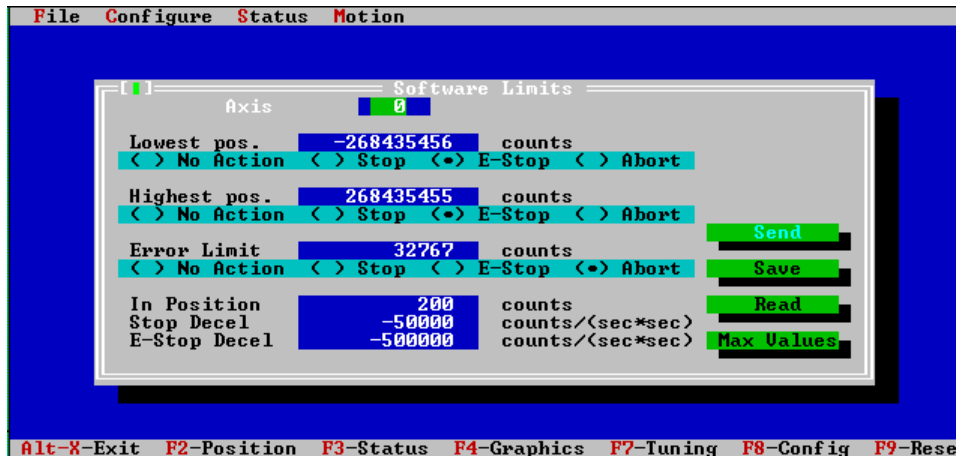 File Configure Status Motion
[ ] Software Limits
Axis 0
Lowest pos. -268435456 counts
( ) No Action ( ) Stop (•) E-Stop ( ) Abort
Highest pos. 268435455 counts
( ) No Action ( ) Stop (•) E-Stop ( ) Abort
Send
Error Limit 32767 counts
( ) No Action ( ) Stop ( ) E-Stop (•) Abort Save
In Position 200 counts Read
Stop Decel -50000 counts/(sec*sec)
E-Stop Decel -500000 counts/(sec*sec) Max Values
Alt-X-Exit F2-Position F3-Status F4-Graphics F7-Tuning F8-Config F9-Rese